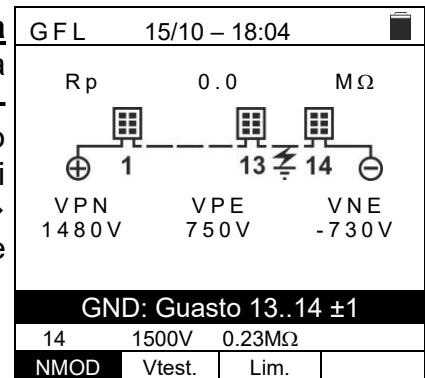 GFL 15/10 – 18:04
Rp 0.0 MΩ
1 13 14
VPN VPE VNE
1480V 750V -730V
GND: Guasto 13..14 ±1
14 1500V 0.23MΩ
NMOD Vtest. Lim.